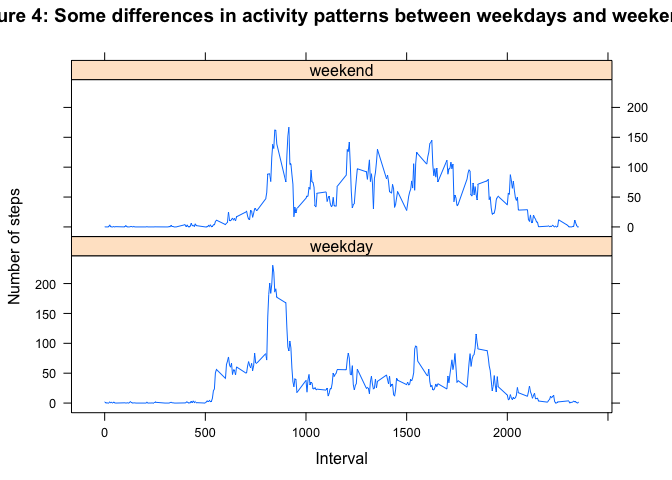 ure 4: Some differences in activity patterns between weekdays and weeke
weekend
200
150
100
50
0
weekday
200
150
100
50
0
Number of steps
0 500 1000 1500 2000
Interval